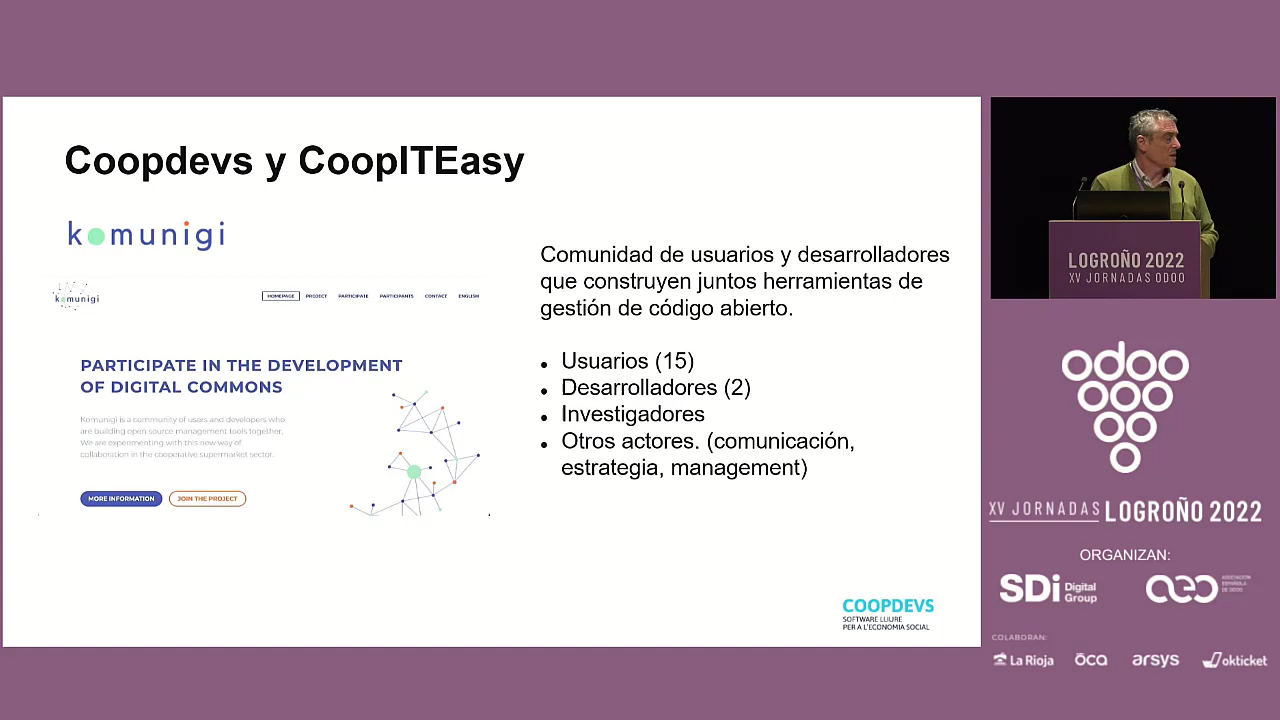 Coopdevs y CoopITEasy
komunigi
komunigi
HOMEPAGE PROJECT PARTICIPATE PARTICIPANTS CONTACT ENGLISH
PARTICIPATE IN THE DEVELOPMENT
OF DIGITAL COMMONS
Komunigi is a community of users and developers who
are building open source management tools together.
We are experimenting with this new way of
collaboration in the cooperative supermarket sector.
MORE INFORMATION JOIN THE PROJECT
Comunidad de usuarios y desarrolladores
que construyen juntos herramientas de
gestión de código abierto.
• Usuarios (15)
• Desarrolladores (2)
• Investigadores
• Otros actores. (comunicación,
estrategia, management)
COOPDEVS
SOFTWARE LLIURE
PER A L'ECONOMIA SOCIAL
LOGROÑO 2022
XV JORNADAS ODOO
odoo
XV JORNADAS LOGROÑO 2022
ORGANIZAN:
SDi Digital
Group
aeo ASOCIACIÓN
ESPAÑOLA
DE ODOO
COLABORAN:
La Rioja OCA arsys okticket